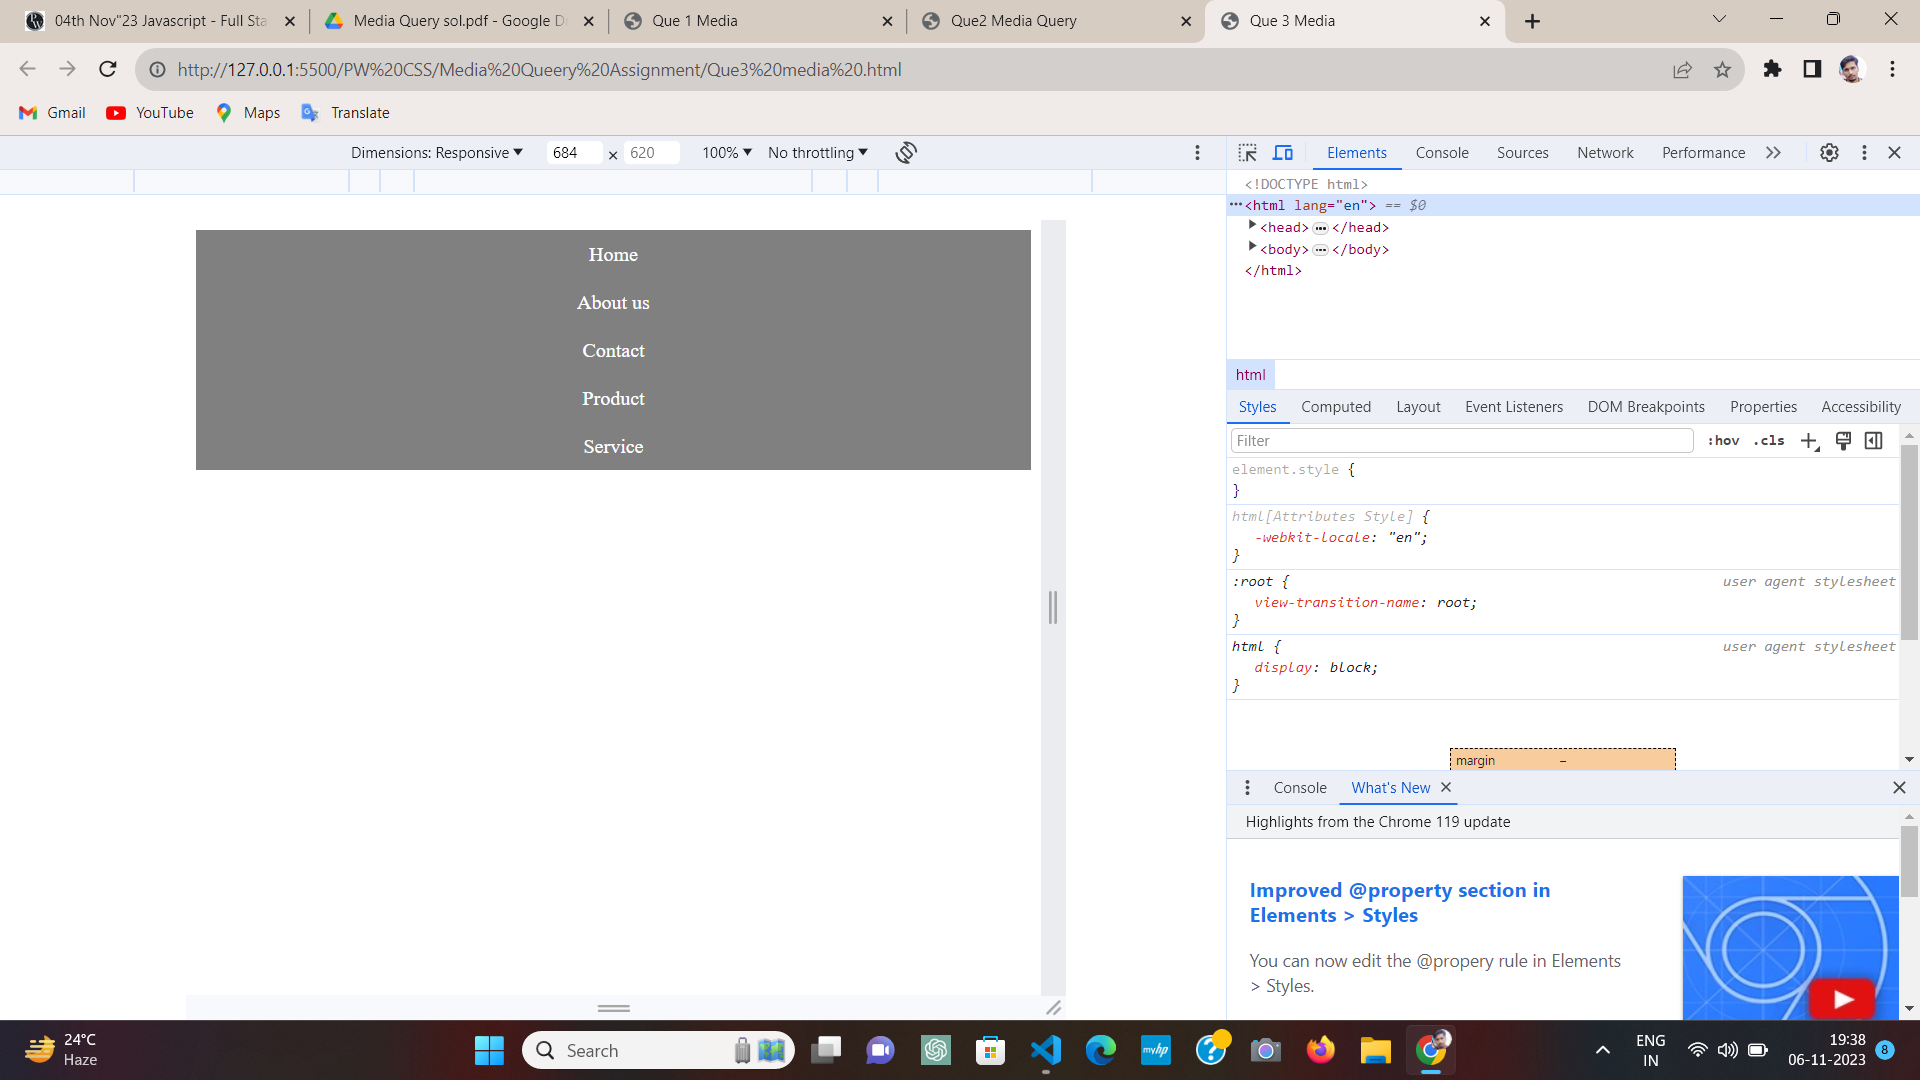 04th Nov"23 Javascript - Full Sta
Media Query sol.pdf - Google D
Que 1 Media
Que2 Media Query
Que 3 Media
http://127.0.0.1:5500/PW%20CSS/Media%20Queery%20Assignment/Que3%20media%20.html
Gmail
YouTube
Maps
Translate
Dimensions: Responsive
684 × 620
100%
No throttling
Elements
Console
Sources
Network
Performance
<!DOCTYPE html>
<html lang="en"> == $0
<head> ••• </head>
<body> ••• </body>
</html>
Home
About us
Contact
Product
Service
html
Styles
Computed
Layout
Event Listeners
DOM Breakpoints
Properties
Accessibility
Filter
:hov .cls
element.style {
}
html[Attributes Style] {
-webkit-locale: "en";
}
:root { user agent stylesheet
view-transition-name: root;
}
html { user agent stylesheet
display: block;
}
margin –
Console
What's New
Highlights from the Chrome 119 update
Improved @property section in
Elements > Styles
You can now edit the @propery rule in Elements
> Styles.
24°C
Haze
Search
myhp
ENG
IN
19:38
06-11-2023
8